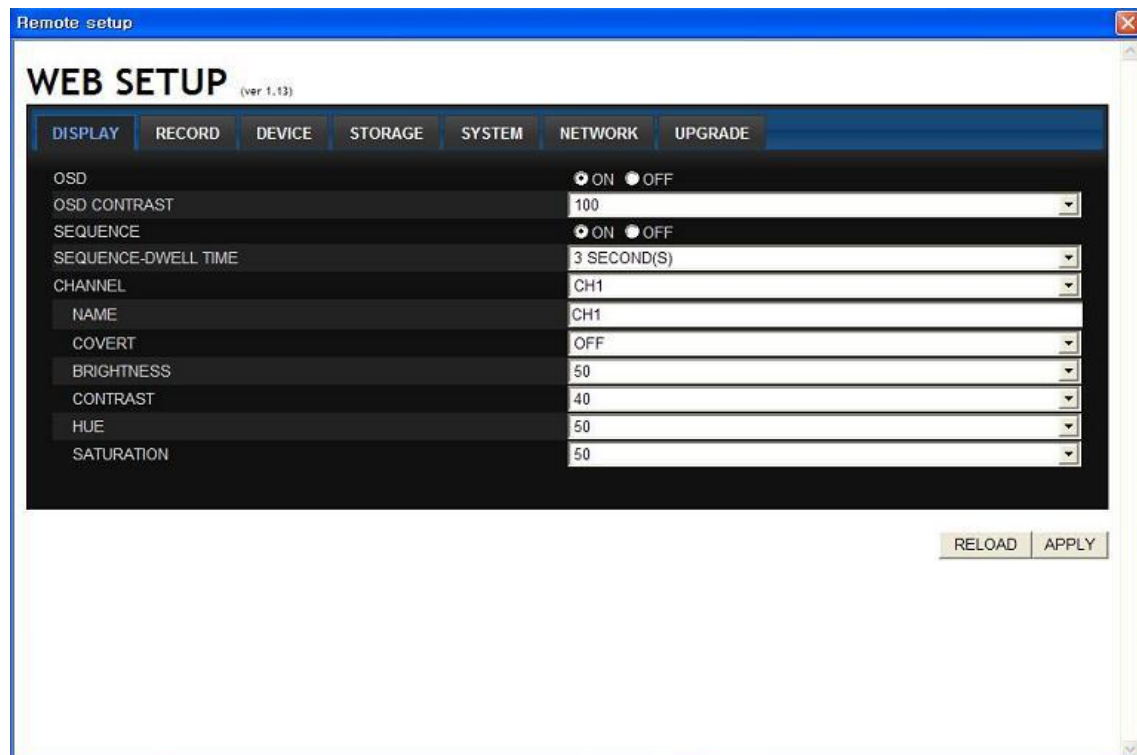 Remote setup
WEB SETUP (ver 1.13)
DISPLAY RECORD DEVICE STORAGE SYSTEM NETWORK UPGRADE
OSD ON OFF
OSD CONTRAST 100
SEQUENCE ON OFF
SEQUENCE-DWELL TIME 3 SECOND(S)
CHANNEL CH1
NAME CH1
COVERT OFF
BRIGHTNESS 50
CONTRAST 40
HUE 50
SATURATION 50
RELOAD APPLY